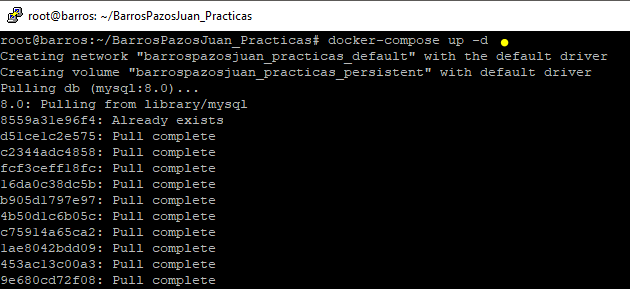 root@barros: ~/BarrosPazosJuan_Practicas
root@barros:~/BarrosPazosJuan_Practicas# docker-compose up -d
Creating network "barrospazosjuan_practicas_default" with the default driver
Creating volume "barrospazosjuan_practicas_persistent" with default driver
Pulling db (mysql:8.0)...
8.0: Pulling from library/mysql
8559a31e96f4: Already exists
d51ce1c2e575: Pull complete
c2344adc4858: Pull complete
fcf3ceff18fc: Pull complete
16da0c38dc5b: Pull complete
b905d1797e97: Pull complete
4b50d1c6b05c: Pull complete
c75914a65ca2: Pull complete
1ae8042bdd09: Pull complete
453ac13c00a3: Pull complete
9e680cd72f08: Pull complete